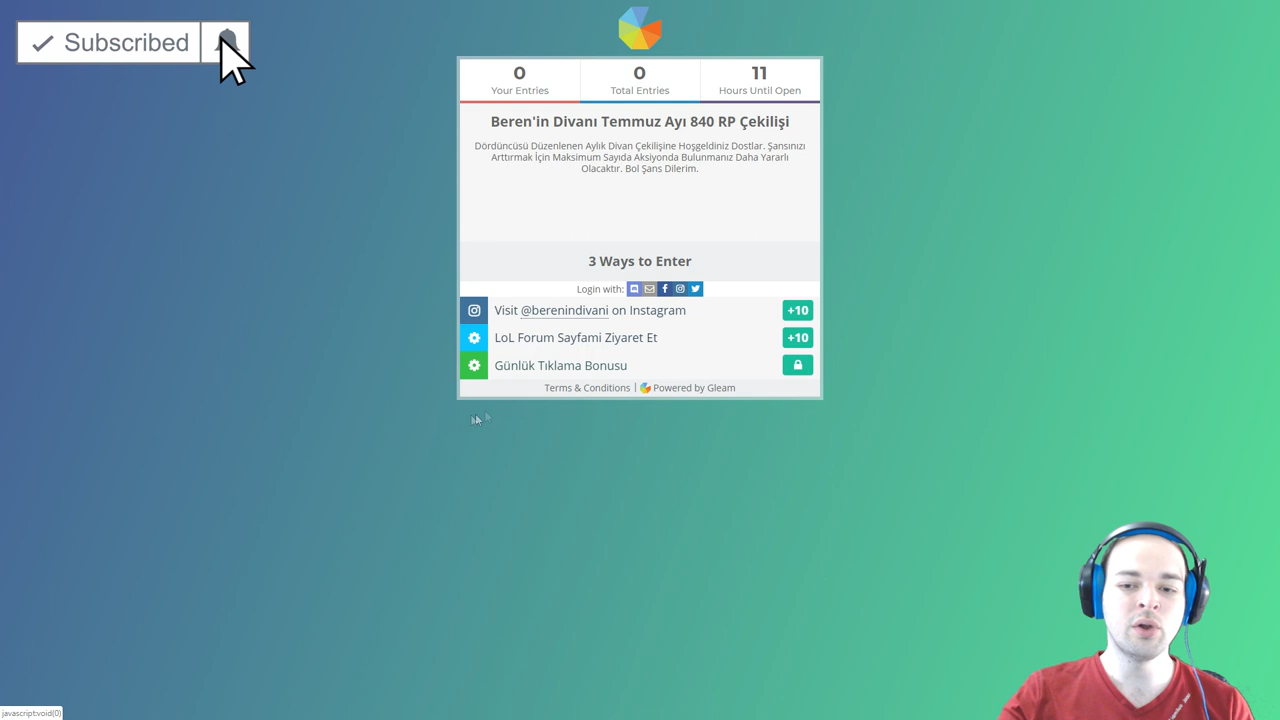 Subscribed
0
Your Entries
0
Total Entries
11
Hours Until Open
Beren'in Divanı Temmuz Ayı 840 RP Çekilişi
Dördüncüsü Düzenlenen Aylık Divan Çekilişine Hoşgeldiniz Dostlar. Şansınızı
Arttırmak İçin Maksimum Sayıda Aksiyonda Bulunmanız Daha Yararlı
Olacaktır. Bol Şans Dilerim.
3 Ways to Enter
Login with:
Visit @berenindivani on Instagram +10
LoL Forum Sayfami Ziyaret Et +10
Günlük Tıklama Bonusu
Terms & Conditions | Powered by Gleam
javascript:void(0)